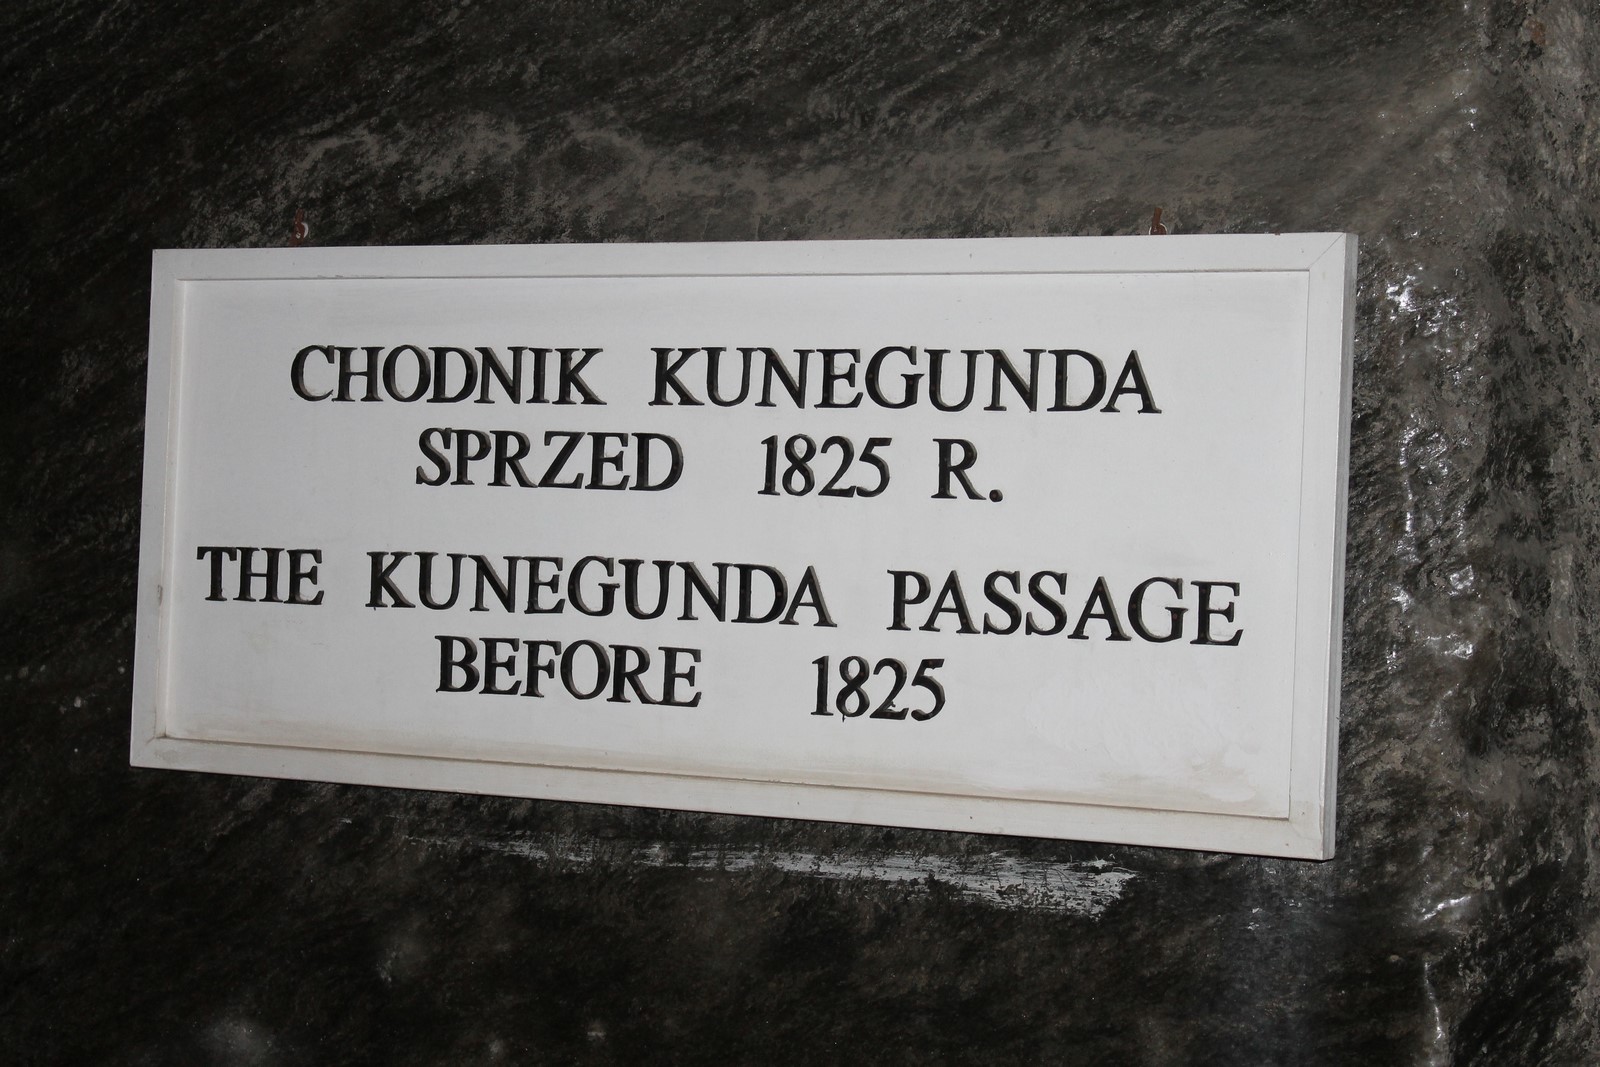 CHODNIK KUNEGUNDA
SPRZED 1825 R.
THE KUNEGUNDA PASSAGE
BEFORE 1825